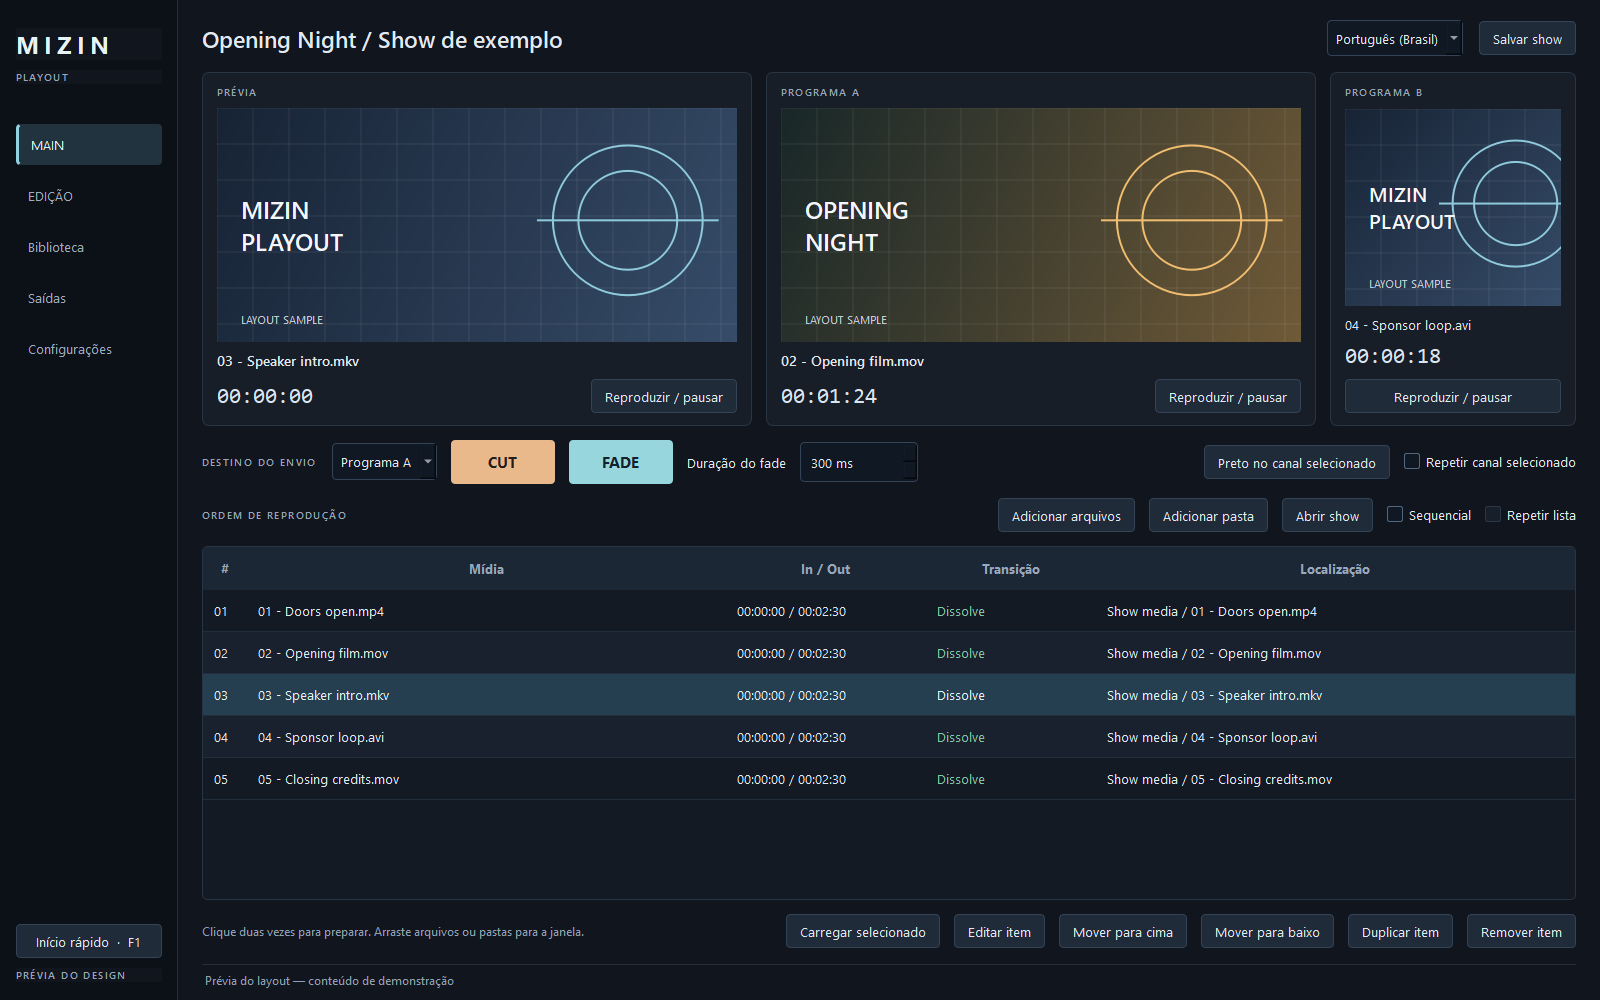 MIZIN
PLAYOUT
MAIN
EDIÇÃO
Biblioteca
Saídas
Configurações
Início rápido · F1
PRÉVIA DO DESIGN
Opening Night / Show de exemplo
Português (Brasil)
Salvar show
PRÉVIA
MIZIN
PLAYOUT
LAYOUT SAMPLE
03 - Speaker intro.mkv
00:00:00
Reproduzir / pausar
PROGRAMA A
OPENING
NIGHT
LAYOUT SAMPLE
02 - Opening film.mov
00:01:24
Reproduzir / pausar
PROGRAMA B
MIZIN
PLAYOUT
LAYOUT SAMPLE
04 - Sponsor loop.avi
00:00:18
Reproduzir / pausar
DESTINO DO ENVIO
Programa A
CUT
FADE
Duração do fade
300 ms
Preto no canal selecionado
Repetir canal selecionado
ORDEM DE REPRODUÇÃO
Adicionar arquivos
Adicionar pasta
Abrir show
Sequencial
Repetir lista
# Mídia In / Out Transição Localização
01 01 - Doors open.mp4 00:00:00 / 00:02:30 Dissolve Show media / 01 - Doors open.mp4
02 02 - Opening film.mov 00:00:00 / 00:02:30 Dissolve Show media / 02 - Opening film.mov
03 03 - Speaker intro.mkv 00:00:00 / 00:02:30 Dissolve Show media / 03 - Speaker intro.mkv
04 04 - Sponsor loop.avi 00:00:00 / 00:02:30 Dissolve Show media / 04 - Sponsor loop.avi
05 05 - Closing credits.mov 00:00:00 / 00:02:30 Dissolve Show media / 05 - Closing credits.mov
Clique duas vezes para preparar. Arraste arquivos ou pastas para a janela.
Carregar selecionado
Editar item
Mover para cima
Mover para baixo
Duplicar item
Remover item
Prévia do layout — conteúdo de demonstração